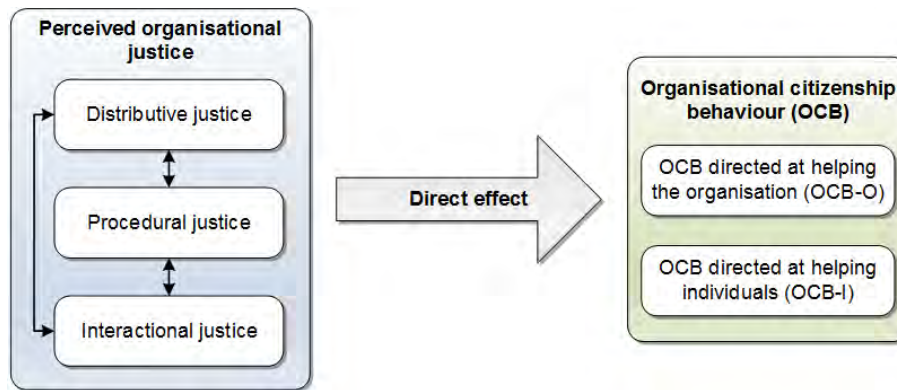 Perceived organisational
justice
Distributive justice
Procedural justice
Interactional justice
Direct effect
Organisational citizenship
behaviour (OCB)
OCB directed at helping
the organisation (OCB-O)
OCB directed at helping
individuals (OCB-I)